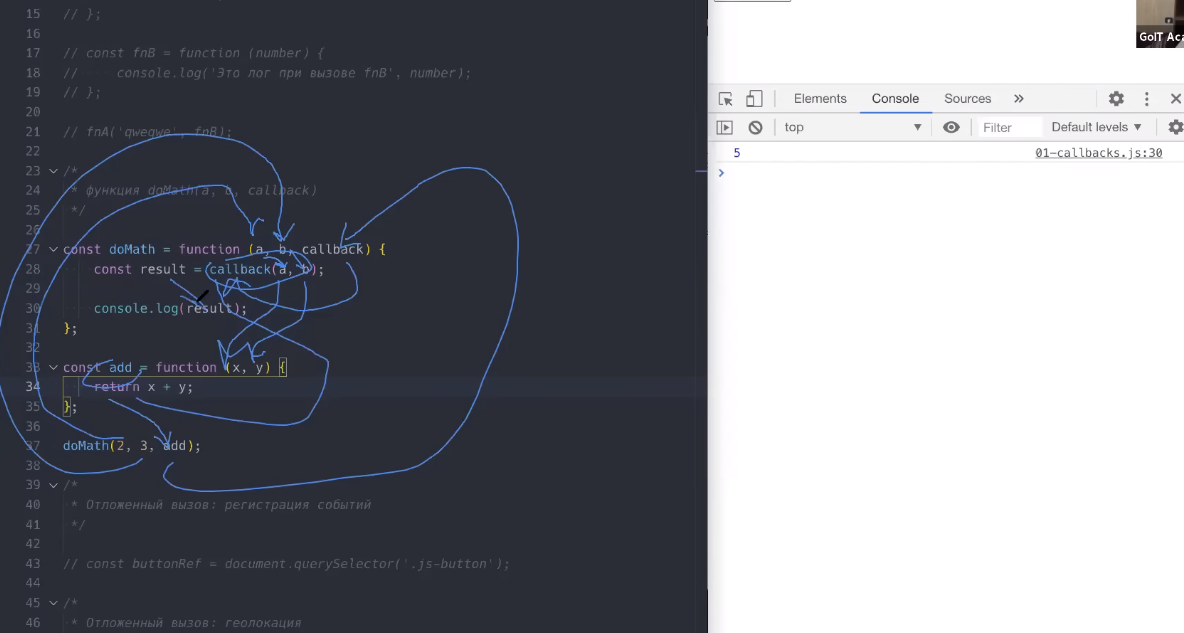 15 // };
16
17 // const fnB = function (number) {
18 //     console.log('Это лог при вызове fnB', number);
19 // };
20
21 // fnA('qweqwe', fnB);
22
23 /*
24  * функция doMath(a, b, callback)
25  */
26
27 const doMath = function (a, b, callback) {
28     const result = callback(a, b);
29
30     console.log(result);
31 };
32
33 const add = function (x, y) {
34     return x + y;
35 };
36
37 doMath(2, 3, add);
38
39 /*
40  * Отложенный вызов: регистрация событий
41  */
42
43 // const buttonRef = document.querySelector('.js-button');
44
45 /*
46  * Отложенный вызов: геолокация
GoIT Aca
Elements Console Sources »
top Filter Default levels
5 01-callbacks.js:30